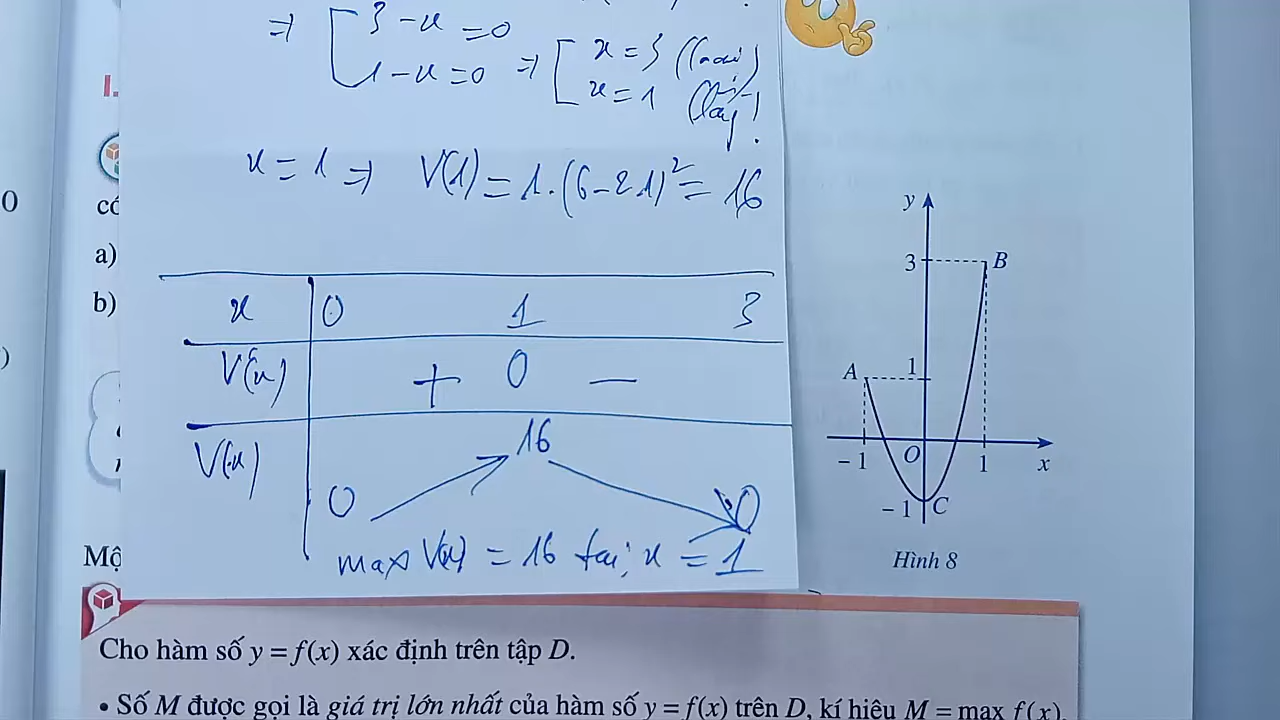 => [ 3 - x = 0
1 - x = 0 => [ x = 3 (loại)
x = 1 (lấy)
x = 1 => V(1) = 1.(6-2.1)² = 16
x 0 1 3
V'(x) + 0 −
V(x) 0 16 0
max V(x) = 16 tại x = 1
I.
0
có
a)
b)
)
Mộ
y
3 B
A 1
-1 O 1 x
-1 C
Hình 8
Cho hàm số y = f(x) xác định trên tập D.
• Số M được gọi là giá trị lớn nhất của hàm số y = f(x) trên D, kí hiệu M = max f(x),